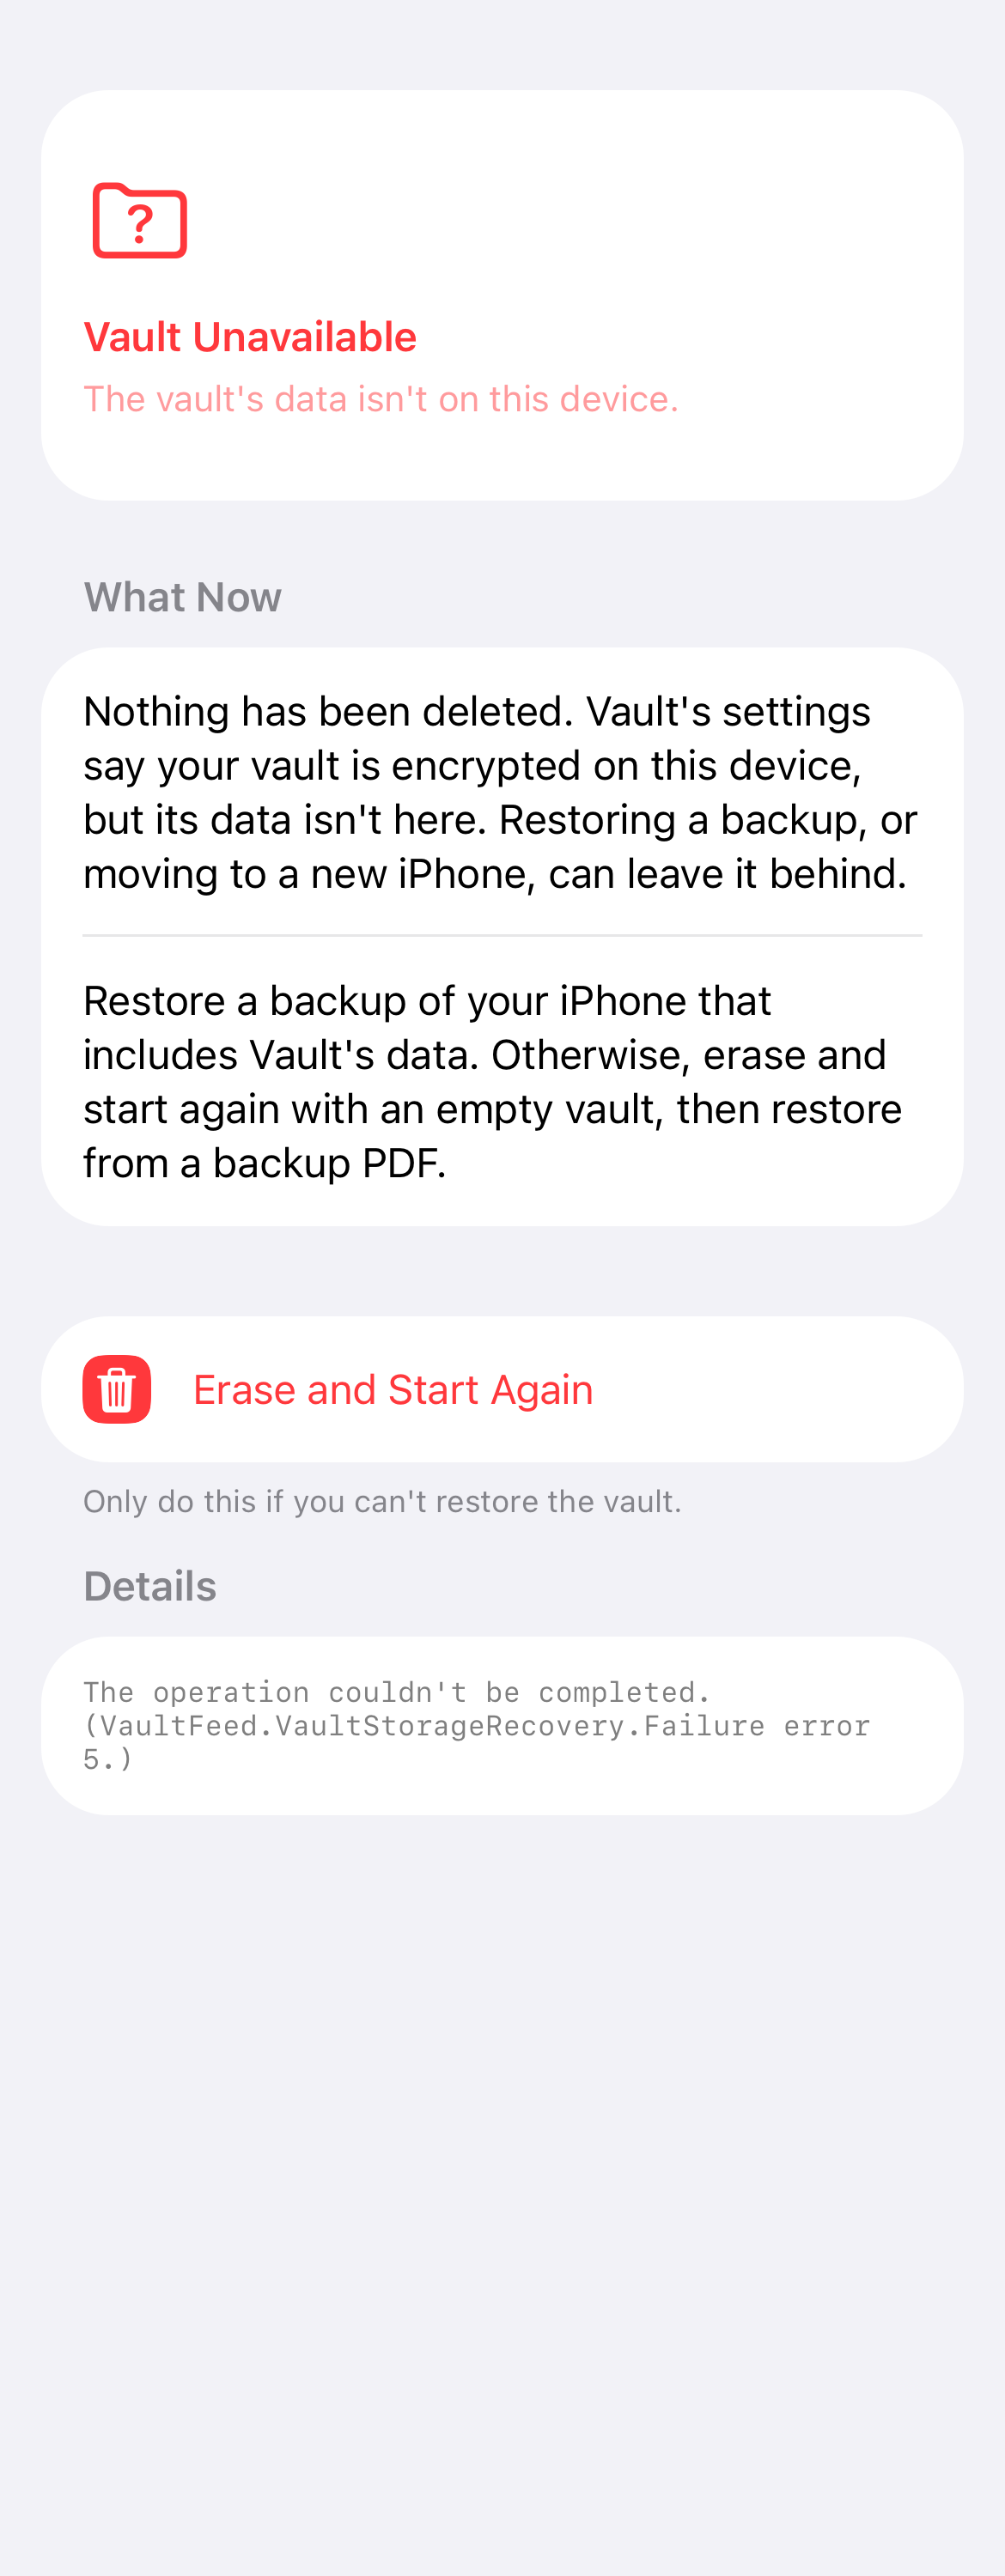 ?
Vault Unavailable
The vault's data isn't on this device.
What Now
Nothing has been deleted. Vault's settings
say your vault is encrypted on this device,
but its data isn't here. Restoring a backup, or
moving to a new iPhone, can leave it behind.
Restore a backup of your iPhone that
includes Vault's data. Otherwise, erase and
start again with an empty vault, then restore
from a backup PDF.
Erase and Start Again
Only do this if you can't restore the vault.
Details
The operation couldn't be completed.
(VaultFeed.VaultStorageRecovery.Failure error
5.)